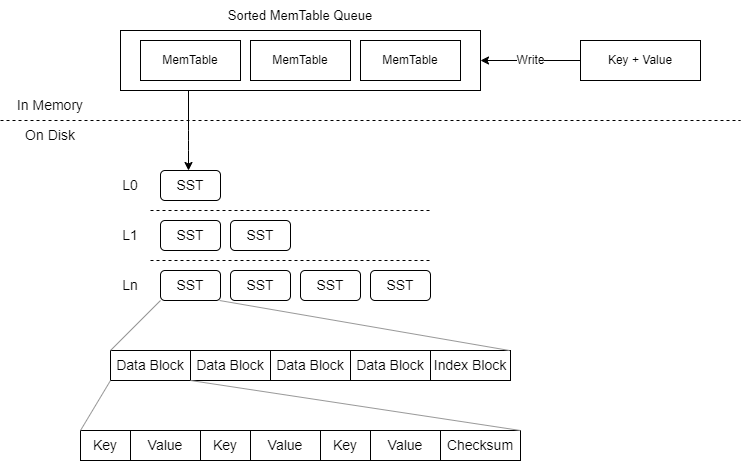 Sorted MemTable Queue
MemTable MemTable MemTable Write Key + Value
In Memory
On Disk
L0 SST
L1 SST SST
Ln SST SST SST SST
Data Block Data Block Data Block Data Block Index Block
Key Value Key Value Key Value Checksum